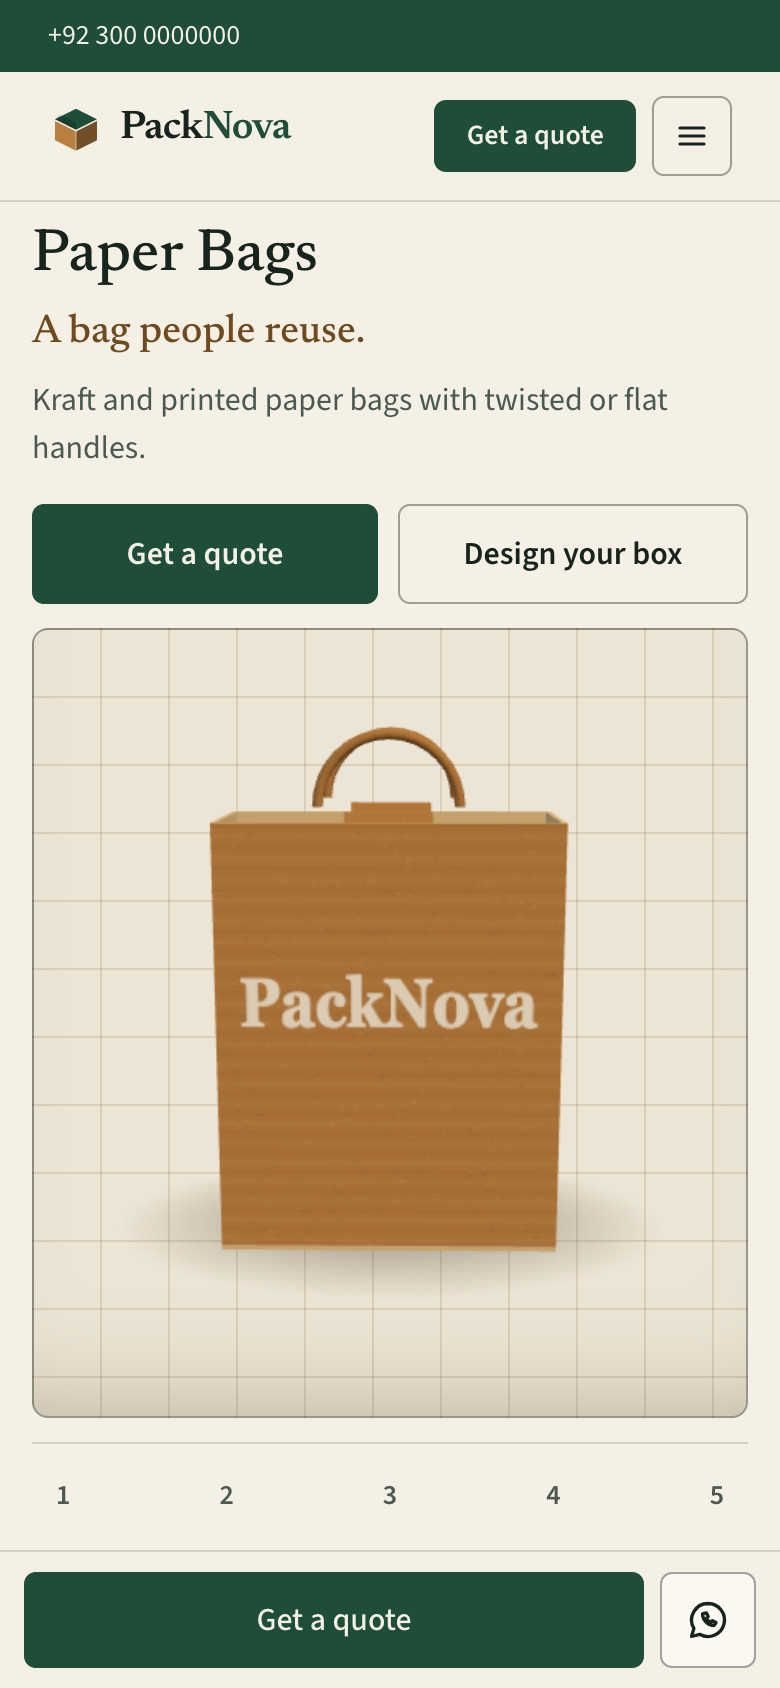 +92 300 0000000
PackNova
Get a quote
Paper Bags
A bag people reuse.
Kraft and printed paper bags with twisted or flat
handles.
Get a quote
Design your box
PackNova
1 2 3 4 5
Get a quote